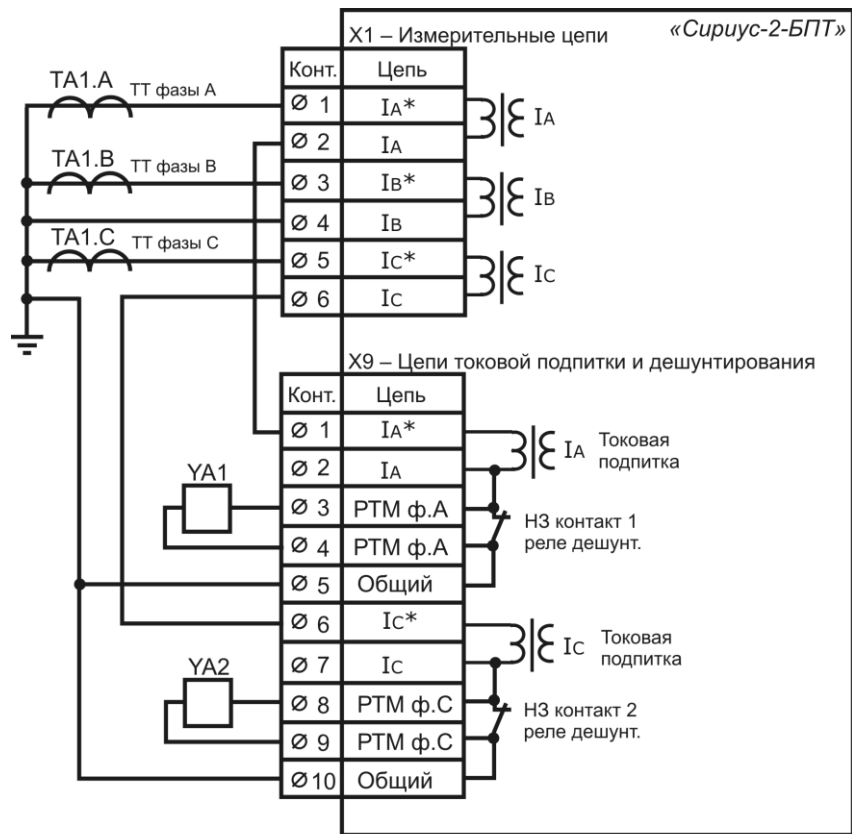 «Сириус-2-БПТ»
X1 – Измерительные цепи
Конт. Цепь
TA1.A ТТ фазы А
Ø 1 IA*
IA
Ø 2 IA
TA1.B ТТ фазы В
Ø 3 IB*
IB
Ø 4 IB
TA1.C ТТ фазы С
Ø 5 IC*
IC
Ø 6 IC
X9 – Цепи токовой подпитки и дешунтирования
Конт. Цепь
Ø 1 IA*
IA Токовая
подпитка
Ø 2 IA
YA1
Ø 3 РТМ ф.А
НЗ контакт 1
реле дешунт.
Ø 4 РТМ ф.А
Ø 5 Общий
Ø 6 IC*
IC Токовая
подпитка
Ø 7 IC
YA2
Ø 8 РТМ ф.С
НЗ контакт 2
реле дешунт.
Ø 9 РТМ ф.С
Ø 10 Общий